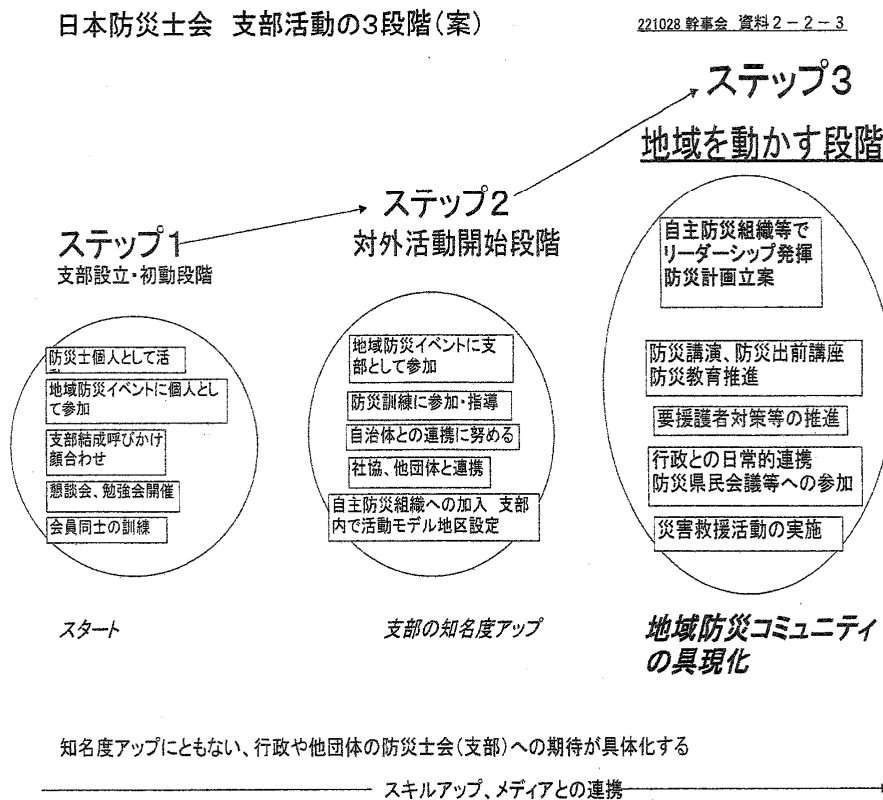 日本防災士会 支部活動の3段階(案)
221028 幹事会 資料2-2-3
ステップ3
地域を動かす段階
ステップ2
対外活動開始段階
ステップ1
支部設立・初動段階
防災士個人として活
地域防災イベントに個人とし
て参加
支部結成呼びかけ
顔合わせ
懇談会、勉強会開催
会員同士の訓練
地域防災イベントに支
部として参加
防災訓練に参加・指導
自治体との連携に努める
社協、他団体と連携
自主防災組織への加入 支部
内で活動モデル地区設定
自主防災組織等で
リーダーシップ発揮
防災計画立案
防災講演、防災出前講座
防災教育推進
要援護者対策等の推進
行政との日常的連携
防災県民会議等への参加
災害救援活動の実施
スタート
支部の知名度アップ
地域防災コミュニティ
の具現化
知名度アップにともない、行政や他団体の防災士会(支部)への期待が具体化する
スキルアップ、メディアとの連携